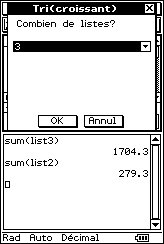 Tri(croissant)
Combien de listes?
3
OK Annul
sum(list3)
1704.3
sum(list2)
279.3
Rad Auto Décimal